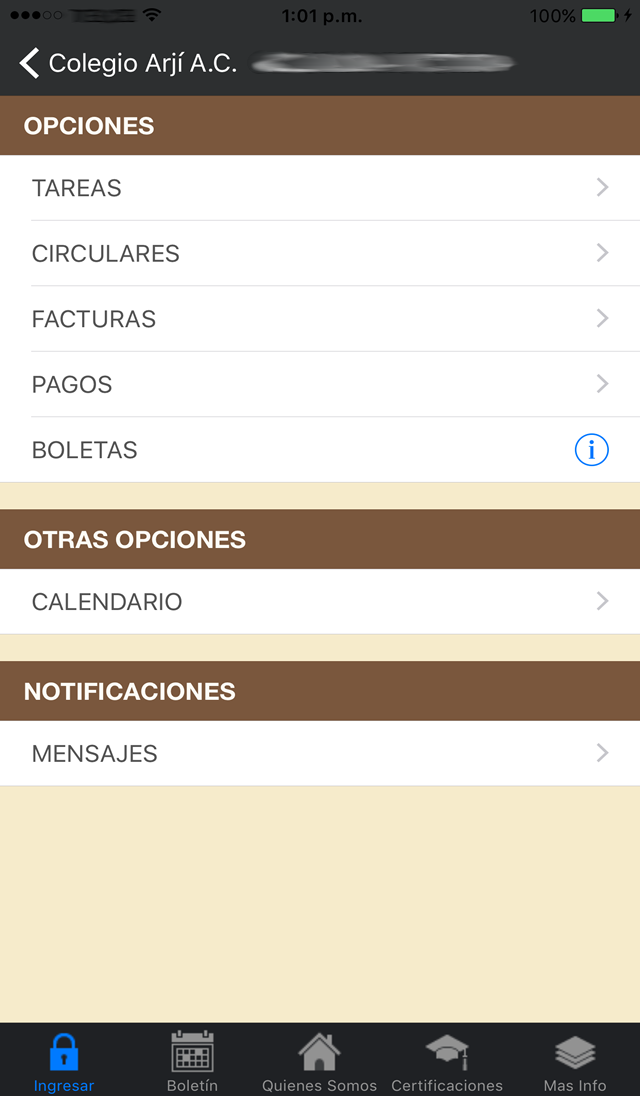 1:01 p.m. 100%
Colegio Arjí A.C.
OPCIONES
TAREAS
CIRCULARES
FACTURAS
PAGOS
BOLETAS i
OTRAS OPCIONES
CALENDARIO
NOTIFICACIONES
MENSAJES
Ingresar Boletín Quienes Somos Certificaciones Mas Info